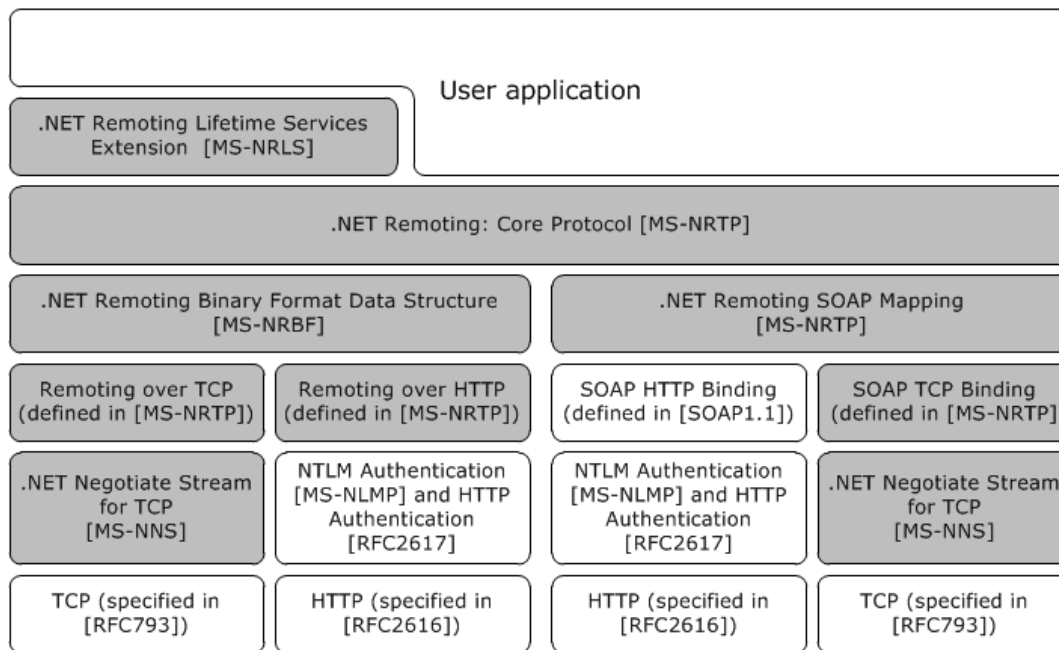 User application
.NET Remoting Lifetime Services
Extension [MS-NRLS]
.NET Remoting: Core Protocol [MS-NRTP]
.NET Remoting Binary Format Data Structure
[MS-NRBF]
.NET Remoting SOAP Mapping
[MS-NRTP]
Remoting over TCP
(defined in [MS-NRTP])
Remoting over HTTP
(defined in [MS-NRTP])
SOAP HTTP Binding
(defined in [SOAP1.1])
SOAP TCP Binding
(defined in [MS-NRTP]
.NET Negotiate Stream
for TCP
[MS-NNS]
NTLM Authentication
[MS-NLMP] and HTTP
Authentication
[RFC2617]
NTLM Authentication
[MS-NLMP] and HTTP
Authentication
[RFC2617]
.NET Negotiate Stream
for TCP
[MS-NNS]
TCP (specified in
[RFC793])
HTTP (specified in
[RFC2616])
HTTP (specified in
[RFC2616])
TCP (specified in
[RFC793])